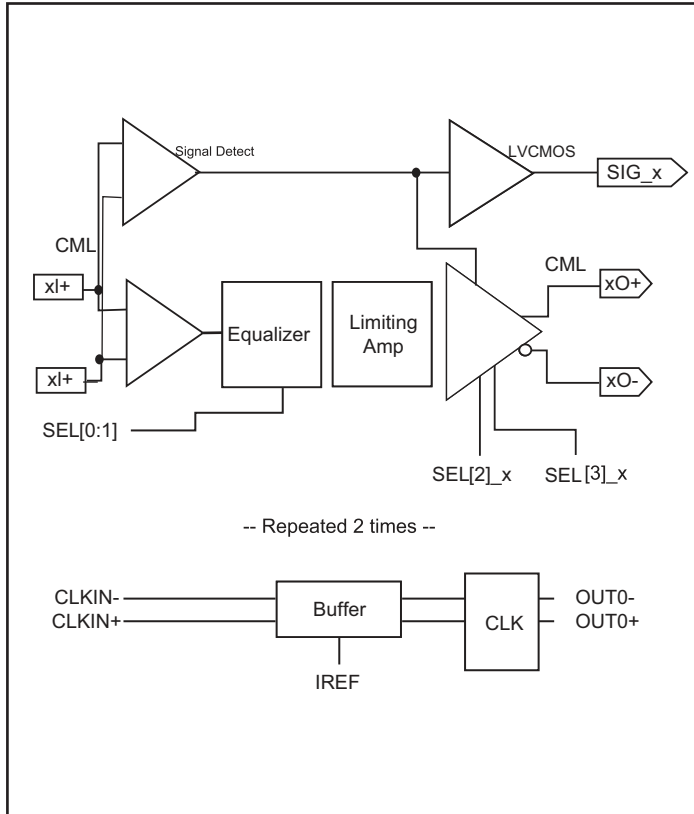 Signal Detect
LVCMOS
SIG_x
CML
CML
xI+
xO+
Equalizer
Limiting
Amp
xI+
xO-
SEL[0:1]
SEL[2]_x
SEL[3]_x
-- Repeated 2 times --
CLKIN-
CLKIN+
Buffer
CLK
OUT0-
OUT0+
IREF